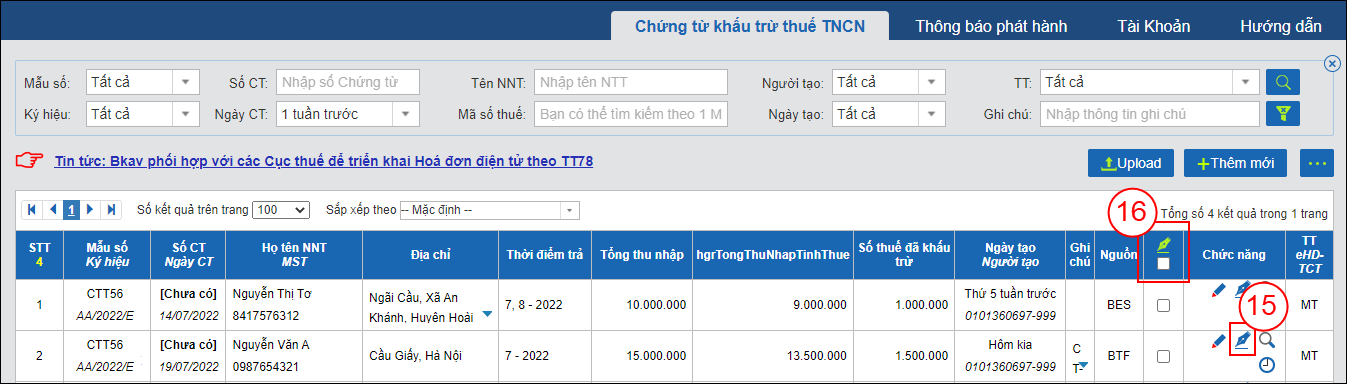 Chứng từ khấu trừ thuế TNCN Thông báo phát hành Tài Khoản Hướng dẫn
Mẫu số: Tất cả Số CT: Nhập số Chứng từ Tên NNT: Nhập tên NTT Người tạo: Tất cả TT: Tất cả
Ký hiệu: Tất cả Ngày CT: 1 tuần trước Mã số thuế: Bạn có thể tìm kiếm theo 1 M Ngày tạo: Tất cả Ghi chú: Nhập thông tin ghi chú
Tin tức: Bkav phối hợp với các Cục thuế để triển khai Hoá đơn điện tử theo TT78
Upload +Thêm mới ...
1 Số kết quả trên trang 100 Sắp xếp theo -- Mặc định -- 16 Tổng số 4 kết quả trong 1 trang
STT Mẫu số Số CT Họ tên NNT Địa chỉ Thời điểm trả Tổng thu nhập hgrTongThuNhapTinhThue Số thuế đã khấu trừ Ngày tạo Ghi chú Nguồn Chức năng TT
4 Ký hiệu Ngày CT MST Người tạo eHD-TCT
1 CTT56 [Chưa có] Nguyễn Thị Tơ Ngãi Cầu, Xã An 7, 8 - 2022 10.000.000 9.000.000 1.000.000 Thứ 5 tuần trước BES MT
AA/2022/E 14/07/2022 8417576312 Khánh, Huyện Hoài 0101360697-999
15
2 CTT56 [Chưa có] Nguyễn Văn A Cầu Giấy, Hà Nội 7 - 2022 15.000.000 13.500.000 1.500.000 Hôm kia C BTF MT
AA/2022/E 19/07/2022 0987654321 0101360697-999 T-